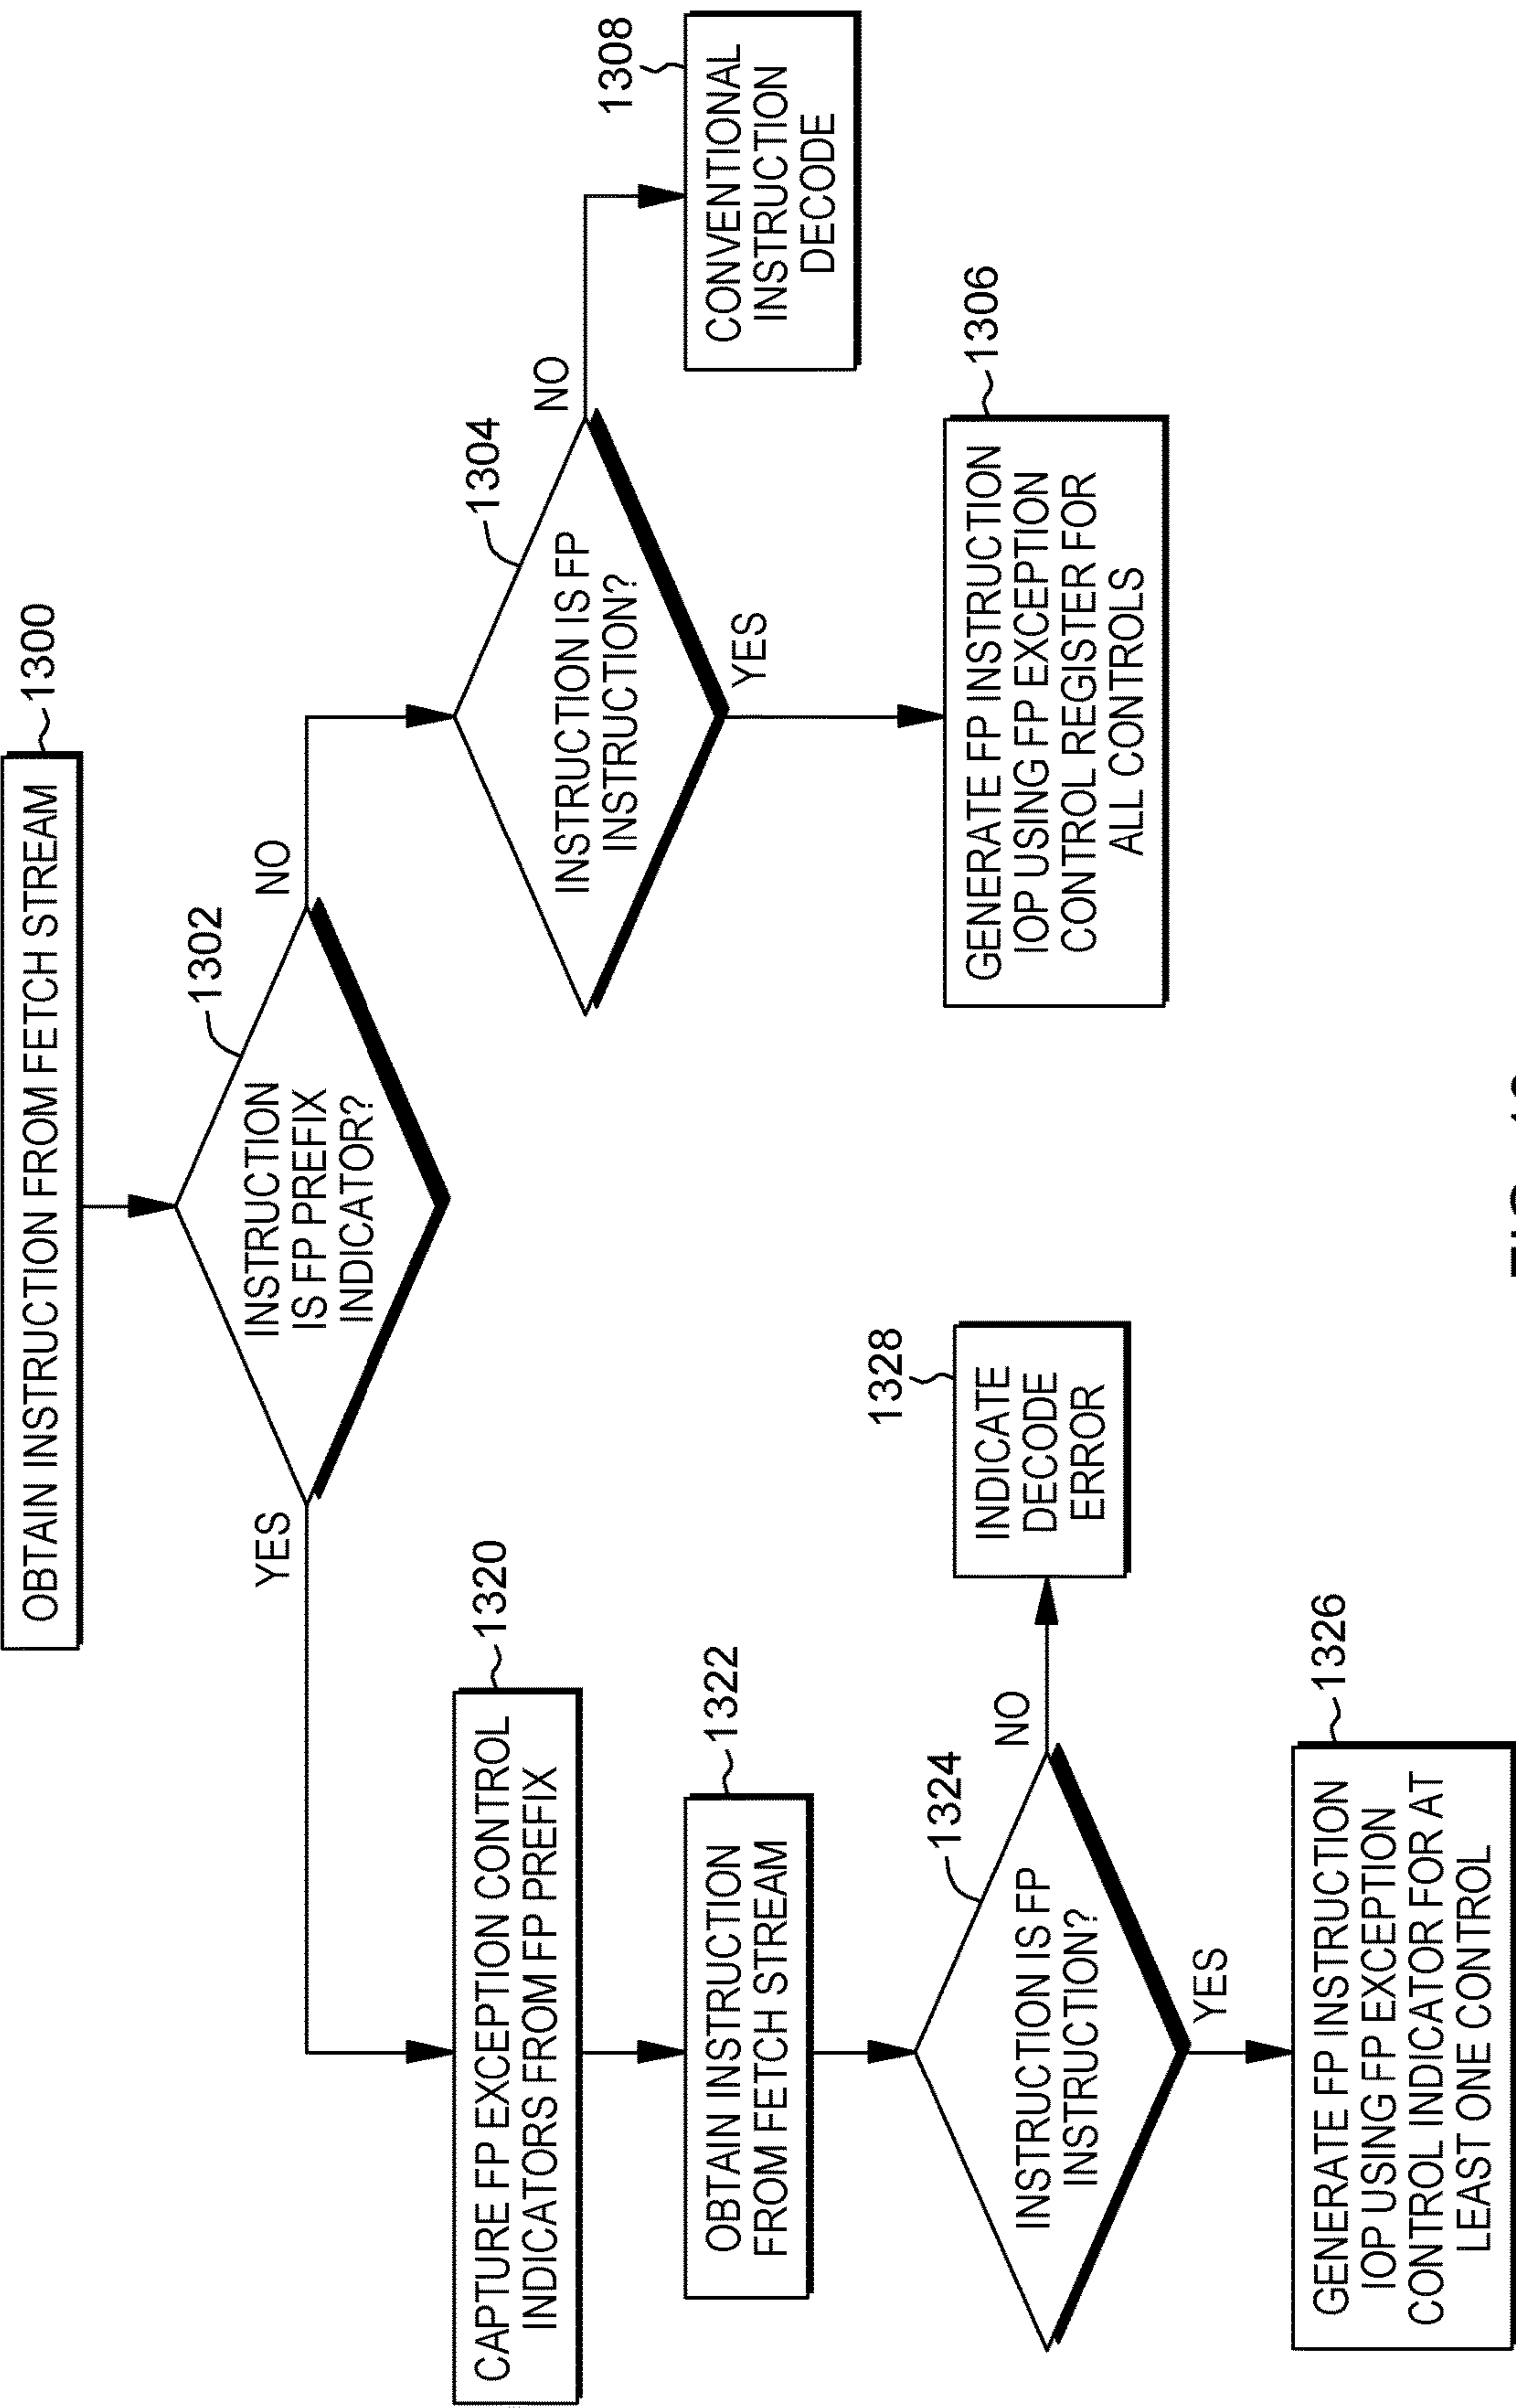 OBTAIN INSTRUCTION FROM FETCH STREAM
1300
INSTRUCTION
IS FP PREFIX
INDICATOR?
1302
YES
NO
CAPTURE FP EXCEPTION CONTROL
INDICATORS FROM FP PREFIX
1320
OBTAIN INSTRUCTION
FROM FETCH STREAM
1322
INSTRUCTION IS FP
INSTRUCTION?
1324
NO
YES
INDICATE
DECODE
ERROR
1328
GENERATE FP INSTRUCTION
IOP USING FP EXCEPTION
CONTROL INDICATOR FOR AT
LEAST ONE CONTROL
1326
INSTRUCTION IS FP
INSTRUCTION?
1304
NO
YES
CONVENTIONAL
INSTRUCTION
DECODE
1308
GENERATE FP INSTRUCTION
IOP USING FP EXCEPTION
CONTROL REGISTER FOR
ALL CONTROLS
1306